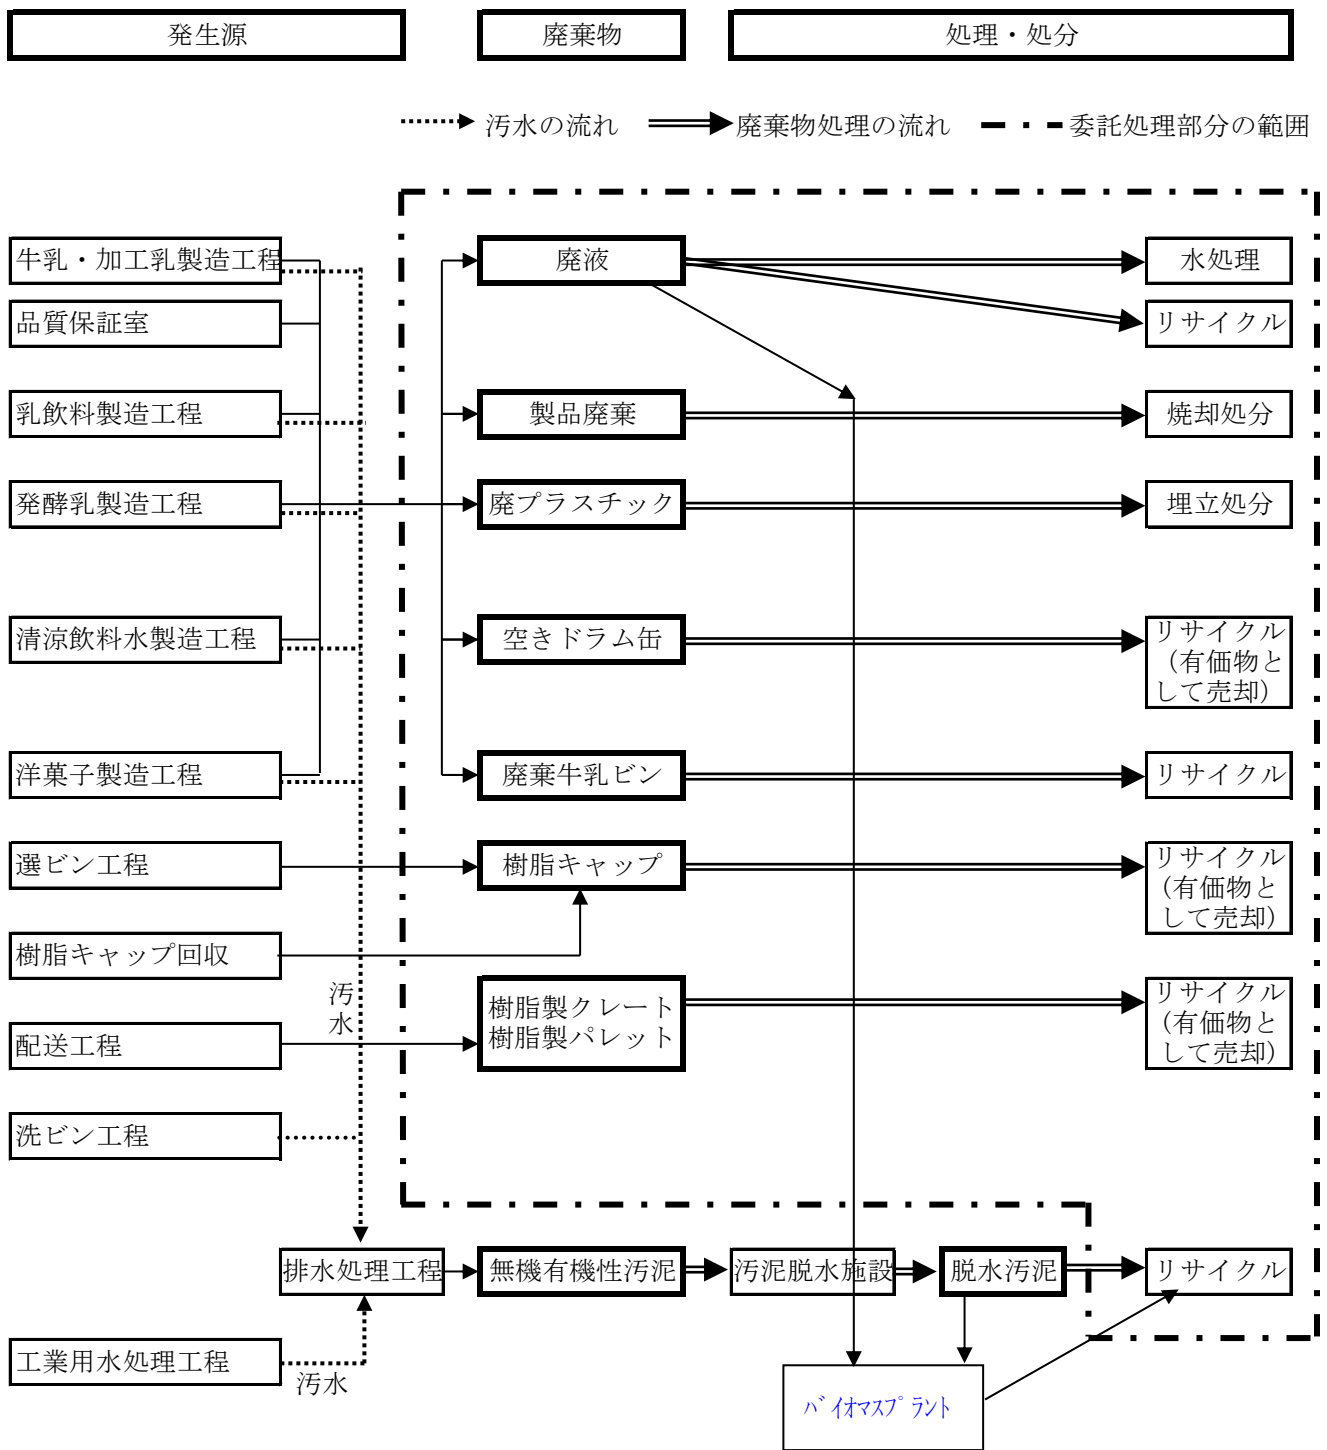 発生源
廃棄物
処理・処分
汚水の流れ
廃棄物処理の流れ
委託処理部分の範囲
牛乳・加工乳製造工程
廃液
水処理
品質保証室
リサイクル
乳飲料製造工程
製品廃棄
焼却処分
発酵乳製造工程
廃プラスチック
埋立処分
清涼飲料水製造工程
空きドラム缶
リサイクル
（有価物と
して売却）
洋菓子製造工程
廃棄牛乳ビン
リサイクル
選ビン工程
樹脂キャップ
リサイクル
(有価物と
して売却)
樹脂キャップ回収
汚
水
樹脂製クレート
樹脂製パレット
リサイクル
(有価物と
して売却)
配送工程
洗ビン工程
排水処理工程
無機有機性汚泥
汚泥脱水施設
脱水汚泥
リサイクル
工業用水処理工程
汚水
ﾊﾞｲｵﾏｽﾌﾟﾗﾝﾄ